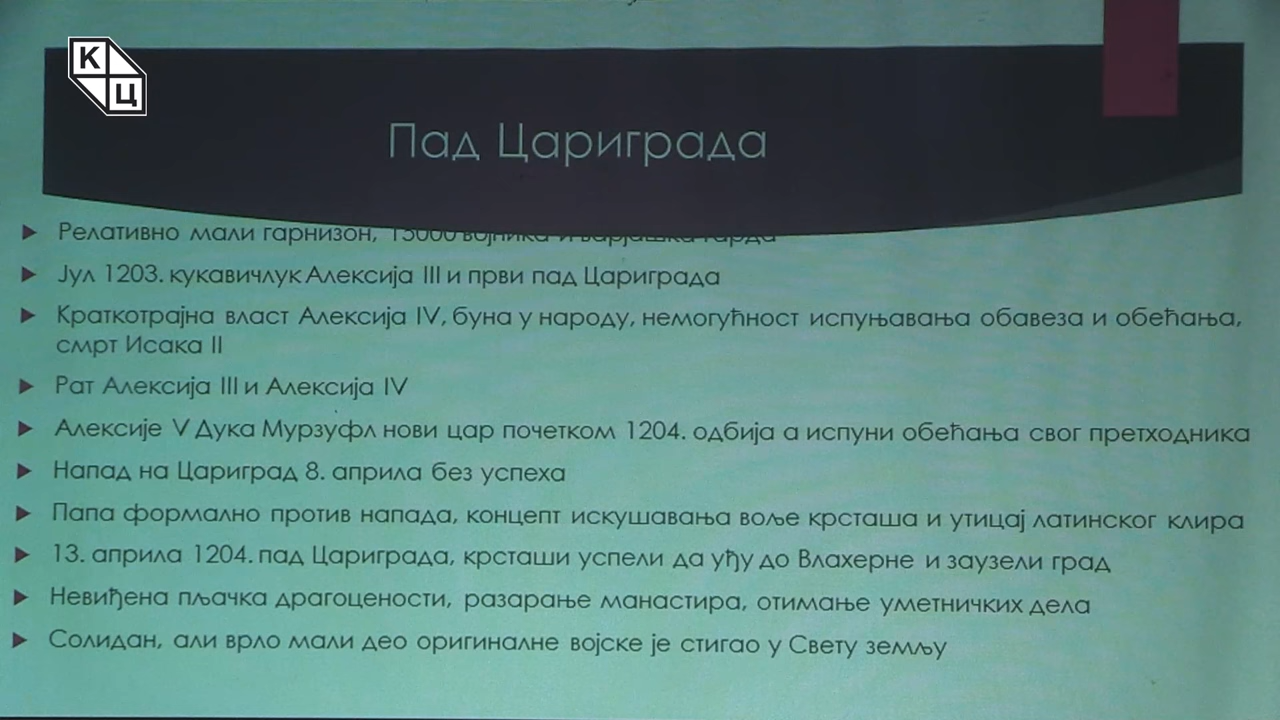 К
Ц
Пад Цариграда
Релативно мали гарнизон, 15000 војника и варјашка гарда
Јул 1203. кукавичлук Алексија III и први пад Цариграда
Краткотрајна власт Алексија IV, буна у народу, немогућност испуњавања обавеза и обећања,
смрт Исака II
Рат Алексија III и Алексија IV
Алексије V Дука Мурзуфл нови цар почетком 1204. одбија а испуни обећања свог претходника
Напад на Цариград 8. априла без успеха
Папа формално против напада, концепт искушавања воље крсташа и утицај латинског клира
13. априла 1204. пад Цариграда, крсташи успели да уђу до Влахерне и заузели град
Невиђена пљачка драгоцености, разарање манастира, отимање уметничких дела
Солидан, али врло мали део оригиналне војске је стигао у Свету земљу